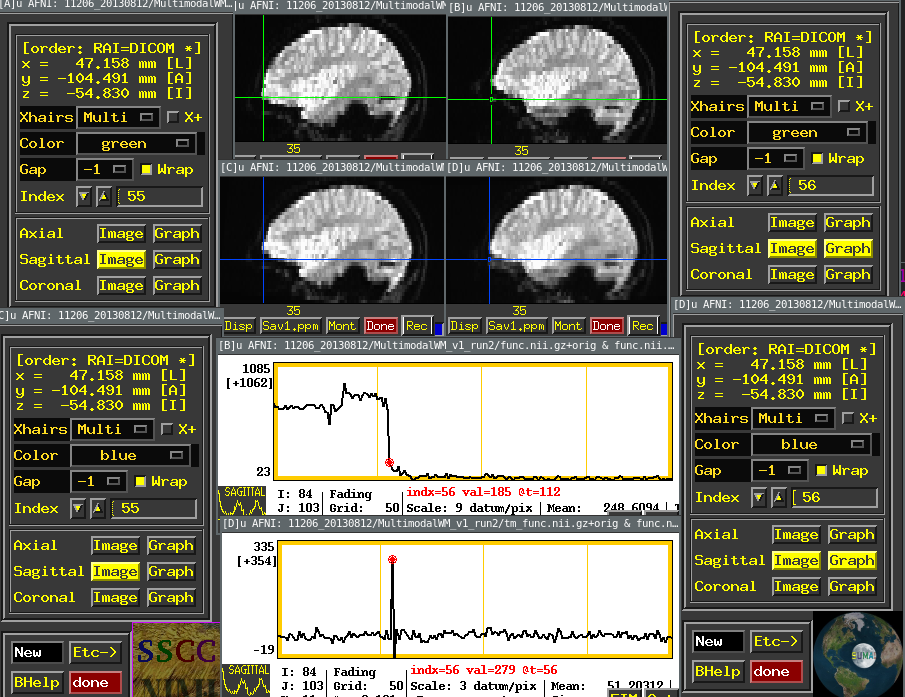 [A]u AFNI: 11206_20130812/MultimodalWM…
[order: RAI=DICOM *]
x = 47.158 mm [L]
y = -104.491 mm [A]
z = -54.830 mm [I]
Xhairs Multi X+
Color green
Gap -1 Wrap
Index 55
Axial Image Graph
Sagittal Image Graph
Coronal Image Graph
]u AFNI: 11206_20130812/MultimodalWM
35
[B]u AFNI: 11206_20130812/MultimodalWM
35
[order: RAI=DICOM *]
x = 47.158 mm [L]
y = -104.491 mm [A]
z = -54.830 mm [I]
Xhairs Multi X+
Color green
Gap -1 Wrap
Index 56
Axial Image Graph
Sagittal Image Graph
Coronal Image Graph
[C]u AFNI: 11206_20130812/MultimodalWM
35
Disp Sav1.ppm Mont Done Rec
[D]u AFNI: 11206_20130812/MultimodalWM
35
Disp Sav1.ppm Mont Done Rec
C]u AFNI: 11206_20130812/MultimodalWM…
[order: RAI=DICOM *]
x = 47.158 mm [L]
y = -104.491 mm [A]
z = -54.830 mm [I]
Xhairs Multi X+
Color blue
Gap -1 Wrap
Index 55
Axial Image Graph
Sagittal Image Graph
Coronal Image Graph
New Etc->
BHelp done
SSCC
[B]u AFNI: 11206_20130812/MultimodalWM_v1_run2/func.nii.gz+orig & func.nii…
1085
[+1062]
23
SAGITTAL
I: 84 Fading indx=56 val=185 @t=112
J: 103 Grid: 50 Scale: 9 datum/pix Mean: 248.6094
[D]u AFNI: 11206_20130812/MultimodalWM_v1_run2/tm_func.nii.gz+orig & func.n…
335
[+354]
-19
SAGITTAL
I: 84 Fading indx=56 val=279 @t=56
J: 103 Grid: 50 Scale: 3 datum/pix Mean: 51.20312
[D]u AFNI: 11206_20130812/MultimodalW…
[order: RAI=DICOM *]
x = 47.158 mm [L]
y = -104.491 mm [A]
z = -54.830 mm [I]
Xhairs Multi X+
Color blue
Gap -1 Wrap
Index 56
Axial Image Graph
Sagittal Image Graph
Coronal Image Graph
New Etc->
BHelp done
SUMA